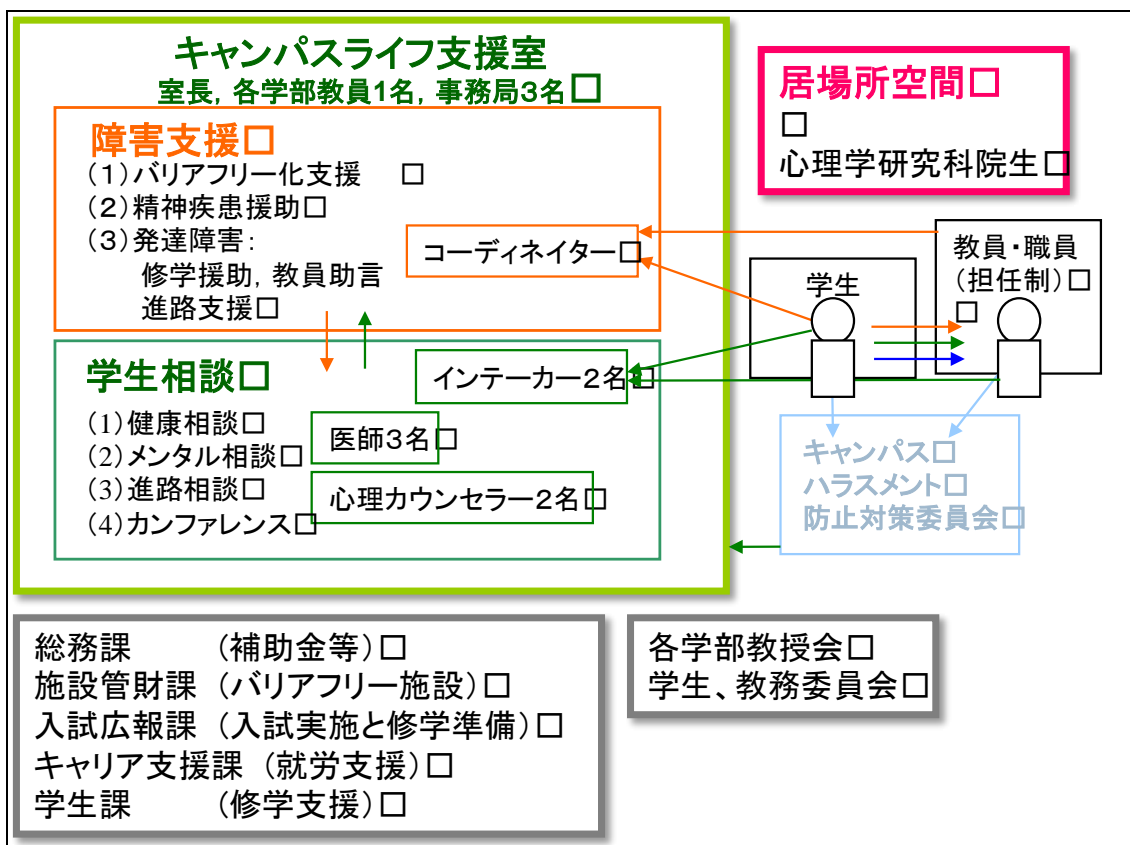 キャンパスライフ支援室
室長，各学部教員1名，事務局3名□
障害支援□
（１）バリアフリー化支援　□
（２）精神疾患援助□
（３）発達障害：
修学援助，教員助言
進路支援□
コーディネイター□
学生相談□
(1)健康相談□
(2)メンタル相談□
(3)進路相談□
(4)カンファレンス□
インテーカー２名□
医師３名□
心理カウンセラー２名□
居場所空間□
□
心理学研究科院生□
学生
教員・職員
（担任制）□
□
キャンパス□
ハラスメント□
防止対策委員会□
総務課　　（補助金等）□
施設管財課（バリアフリー施設）□
入試広報課（入試実施と修学準備）□
キャリア支援課（就労支援）□
学生課　　（修学支援）□
各学部教授会□
学生、教務委員会□